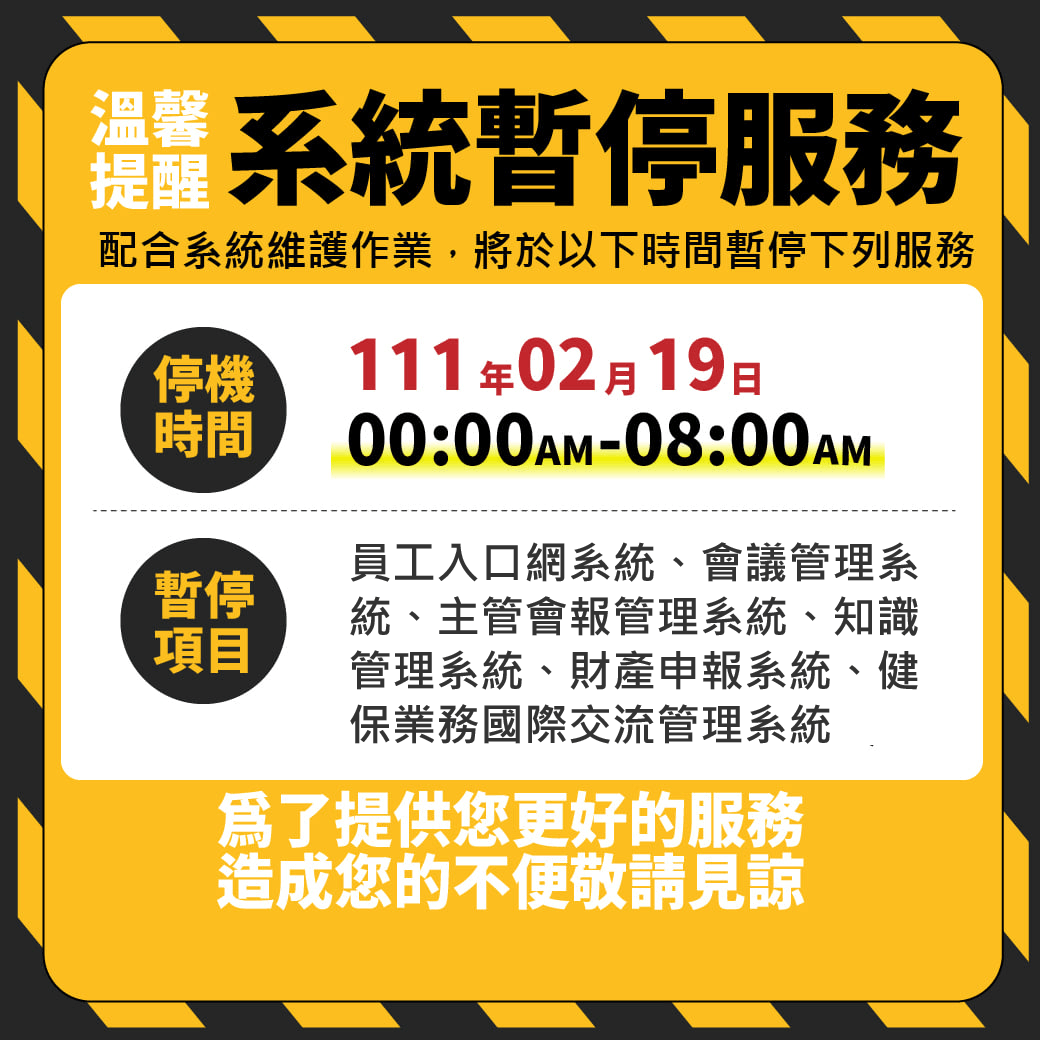 溫馨
提醒
系統暫停服務
配合系統維護作業，將於以下時間暫停下列服務
停機
時間
111年02月19日
00:00AM-08:00AM
暫停
項目
員工入口網系統、會議管理系
統、主管會報管理系統、知識
管理系統、財產申報系統、健
保業務國際交流管理系統
爲了提供您更好的服務
造成您的不便敬請見諒